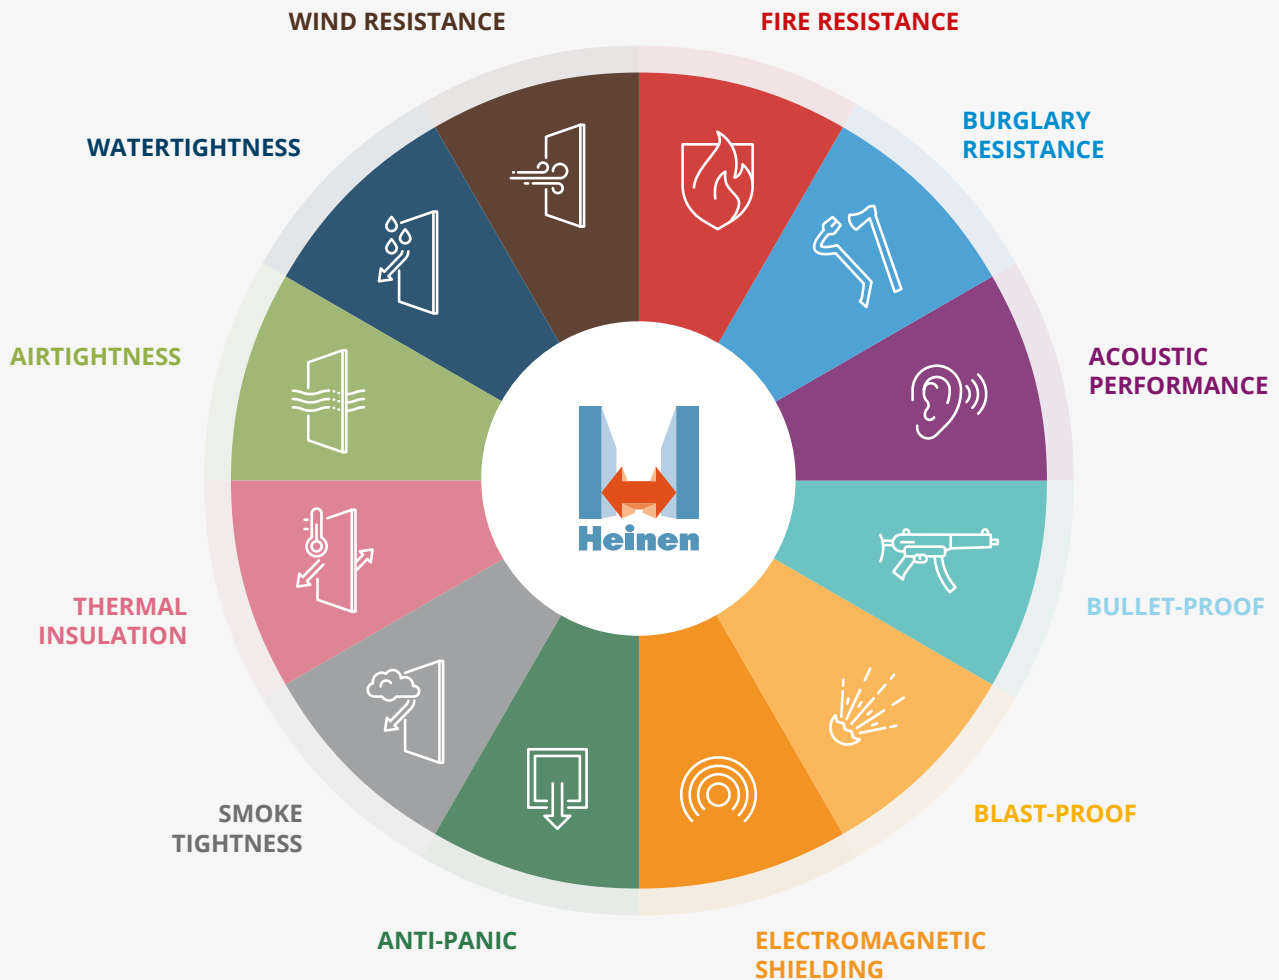 WIND RESISTANCE
FIRE RESISTANCE
BURGLARY
RESISTANCE
WATERTIGHTNESS
AIRTIGHTNESS
ACOUSTIC
PERFORMANCE
Heinen
THERMAL
INSULATION
BULLET-PROOF
SMOKE
TIGHTNESS
BLAST-PROOF
ANTI-PANIC
ELECTROMAGNETIC
SHIELDING